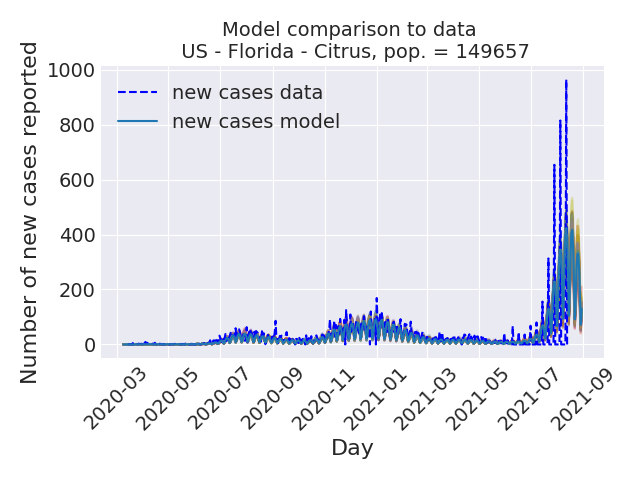 Model comparison to data
US - Florida - Citrus, pop. = 149657
Number of new cases reported
1000
800
600
400
200
0
new cases data
new cases model
2020-03
2020-05
2020-07
2020-09
2020-11
2021-01
2021-03
2021-05
2021-07
2021-09
Day